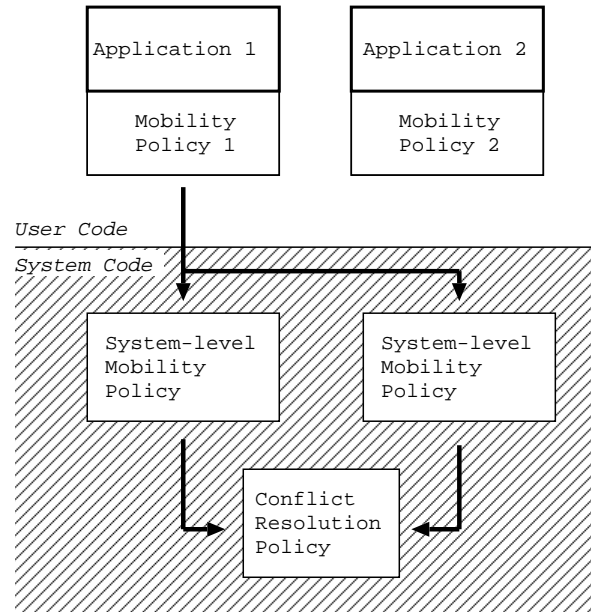 Application 1
Application 2
Mobility
Policy 1
Mobility
Policy 2
User Code
System Code
System-level
Mobility
Policy
System-level
Mobility
Policy
Conflict
Resolution
Policy